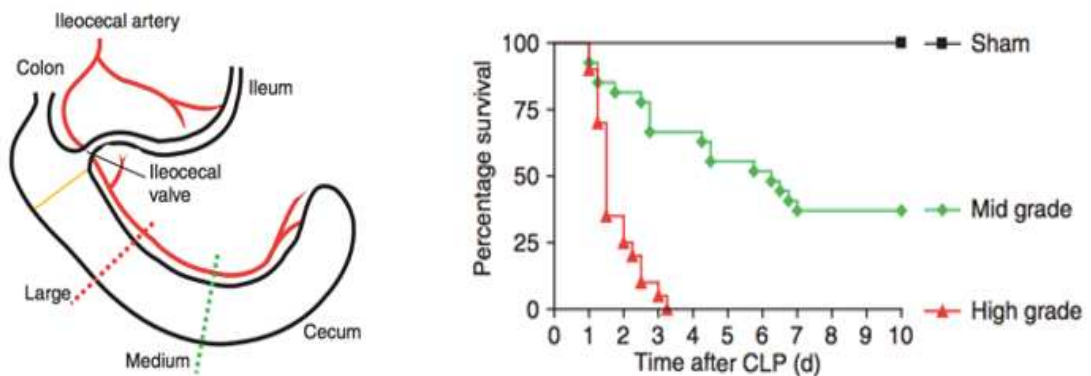 Ileocecal artery
Colon
Ileum
Ileocecal
valve
Large
Cecum
Medium
Percentage survival
100
75
50
25
0
0 1 2 3 4 5 6 7 8 9 10
Time after CLP (d)
Sham
Mid grade
High grade